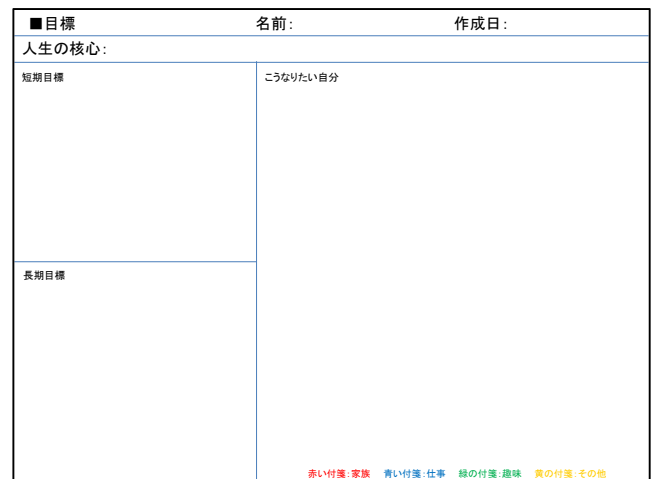 ■目標 名前: 作成日:
人生の核心:
短期目標
こうなりたい自分
長期目標
赤い付箋:家族 青い付箋:仕事 緑の付箋:趣味 黄の付箋:その他